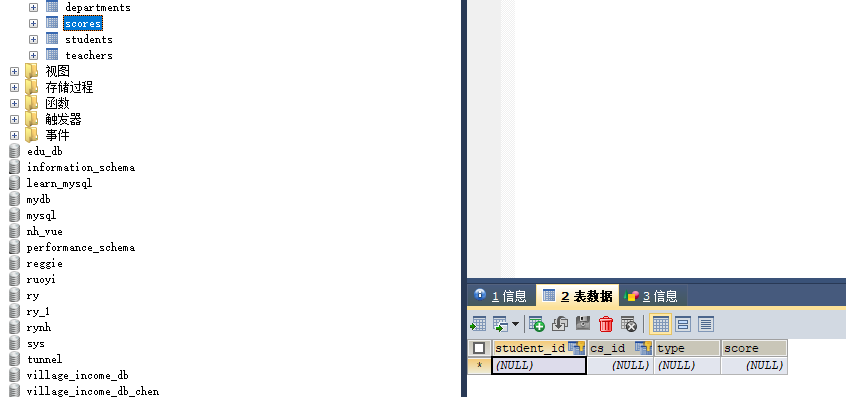 departments
scores
students
teachers
视图
存储过程
函数
触发器
事件
edu_db
information_schema
learn_mysql
mydb
mysql
nh_vue
performance_schema
reggie
ruoyi
ry
ry_1
rynh
sys
tunnel
village_income_db
village_income_db_chen
1 信息 2 表数据 3 信息
student_id cs_id type score
* (NULL) (NULL) (NULL) (NULL)